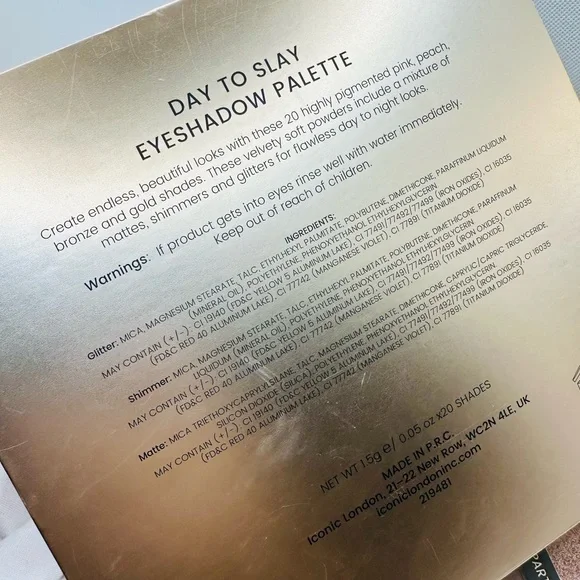 DAY TO SLAY
EYESHADOW PALETTE
Create endless, beautiful looks with these 20 highly pigmented pink, peach,
bronze and gold shades. These velvety soft powders include a mixture of
mattes, shimmers and glitters for flawless day to night looks.
Warnings: If product gets into eyes rinse well with water immediately.
Keep out of reach of children.
INGREDIENTS:
Glitter: MICA, MAGNESIUM STEARATE, TALC, ETHYLHEXYL PALMITATE, POLYBUTENE, DIMETHICONE, PARAFFINUM LIQUIDUM
(MINERAL OIL), POLYETHYLENE, PHENOXYETHANOL ETHYLHEXYLGLYCERIN
MAY CONTAIN (+/-): CI 19140 (FD&C YELLOW 5 ALUMINUM LAKE), CI 77491/77492/77499 (IRON OXIDES), CI 16035
(FD&C RED 40 ALUMINUM LAKE), CI 77742 (MANGANESE VIOLET), CI 77891 (TITANIUM DIOXIDE)
Shimmer: MICA, MAGNESIUM STEARATE, TALC, ETHYLHEXYL PALMITATE, POLYBUTENE, DIMETHICONE, PARAFFINUM
LIQUIDUM (MINERAL OIL), POLYETHYLENE, PHENOXYETHANOL ETHYLHEXYLGLYCERIN
MAY CONTAIN (+/-): CI 19140 (FD&C YELLOW 5 ALUMINUM LAKE), CI 77491/77492/77499 (IRON OXIDES), CI 16035
(FD&C RED 40 ALUMINUM LAKE), CI 77742 (MANGANESE VIOLET), CI 77891 (TITANIUM DIOXIDE)
Matte: MICA TRIETHOXYCAPRYLYLSILANE, TALC, MAGNESIUM STEARATE, DIMETHICONE, CAPRYLIC/CAPRIC TRIGLYCERIDE
SILICON DIOXIDE (SILICA), POLYETHYLENE, PHENOXYETHANOL ETHYLHEXYLGLYCERIN
MAY CONTAIN (+/-): CI 19140 (FD&C YELLOW 5 ALUMINUM LAKE), CI 77491/77492/77499 (IRON OXIDES), CI 16035
(FD&C RED 40 ALUMINUM LAKE), CI 77742 (MANGANESE VIOLET), CI 77891 (TITANIUM DIOXIDE)
NET WT 1.5g e / 0.05 oz x20 SHADES
MADE IN P.R.C.
Iconic London, 21-22 New Row, WC2N 4LE, UK
iconiclondoninc.com
219481
PART